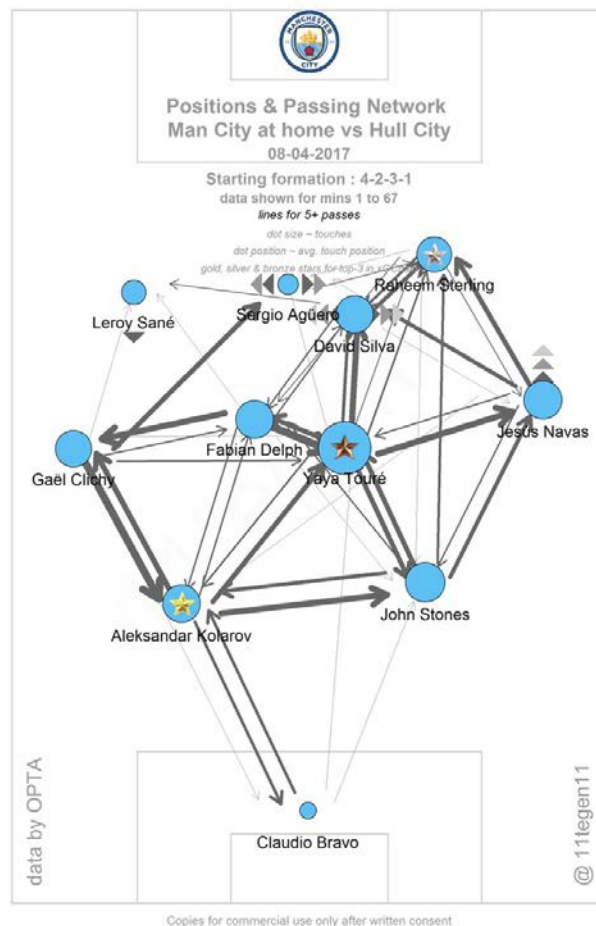 MANCHESTER
CITY
Positions & Passing Network
Man City at home vs Hull City
08-04-2017
Starting formation : 4-2-3-1
data shown for mins 1 to 67
lines for 5+ passes
dot size ~ touches
dot position ~ avg. touch position
gold, silver & bronze stars for top-3 in
Raheem Sterling
Leroy Sané
Sergio Agüero
David Silva
Jesús Navas
Fabian Delph
Yaya Touré
Gaël Clichy
John Stones
Aleksandar Kolarov
Claudio Bravo
data by OPTA
@ 11tegen11
Copies for commercial use only after written consent